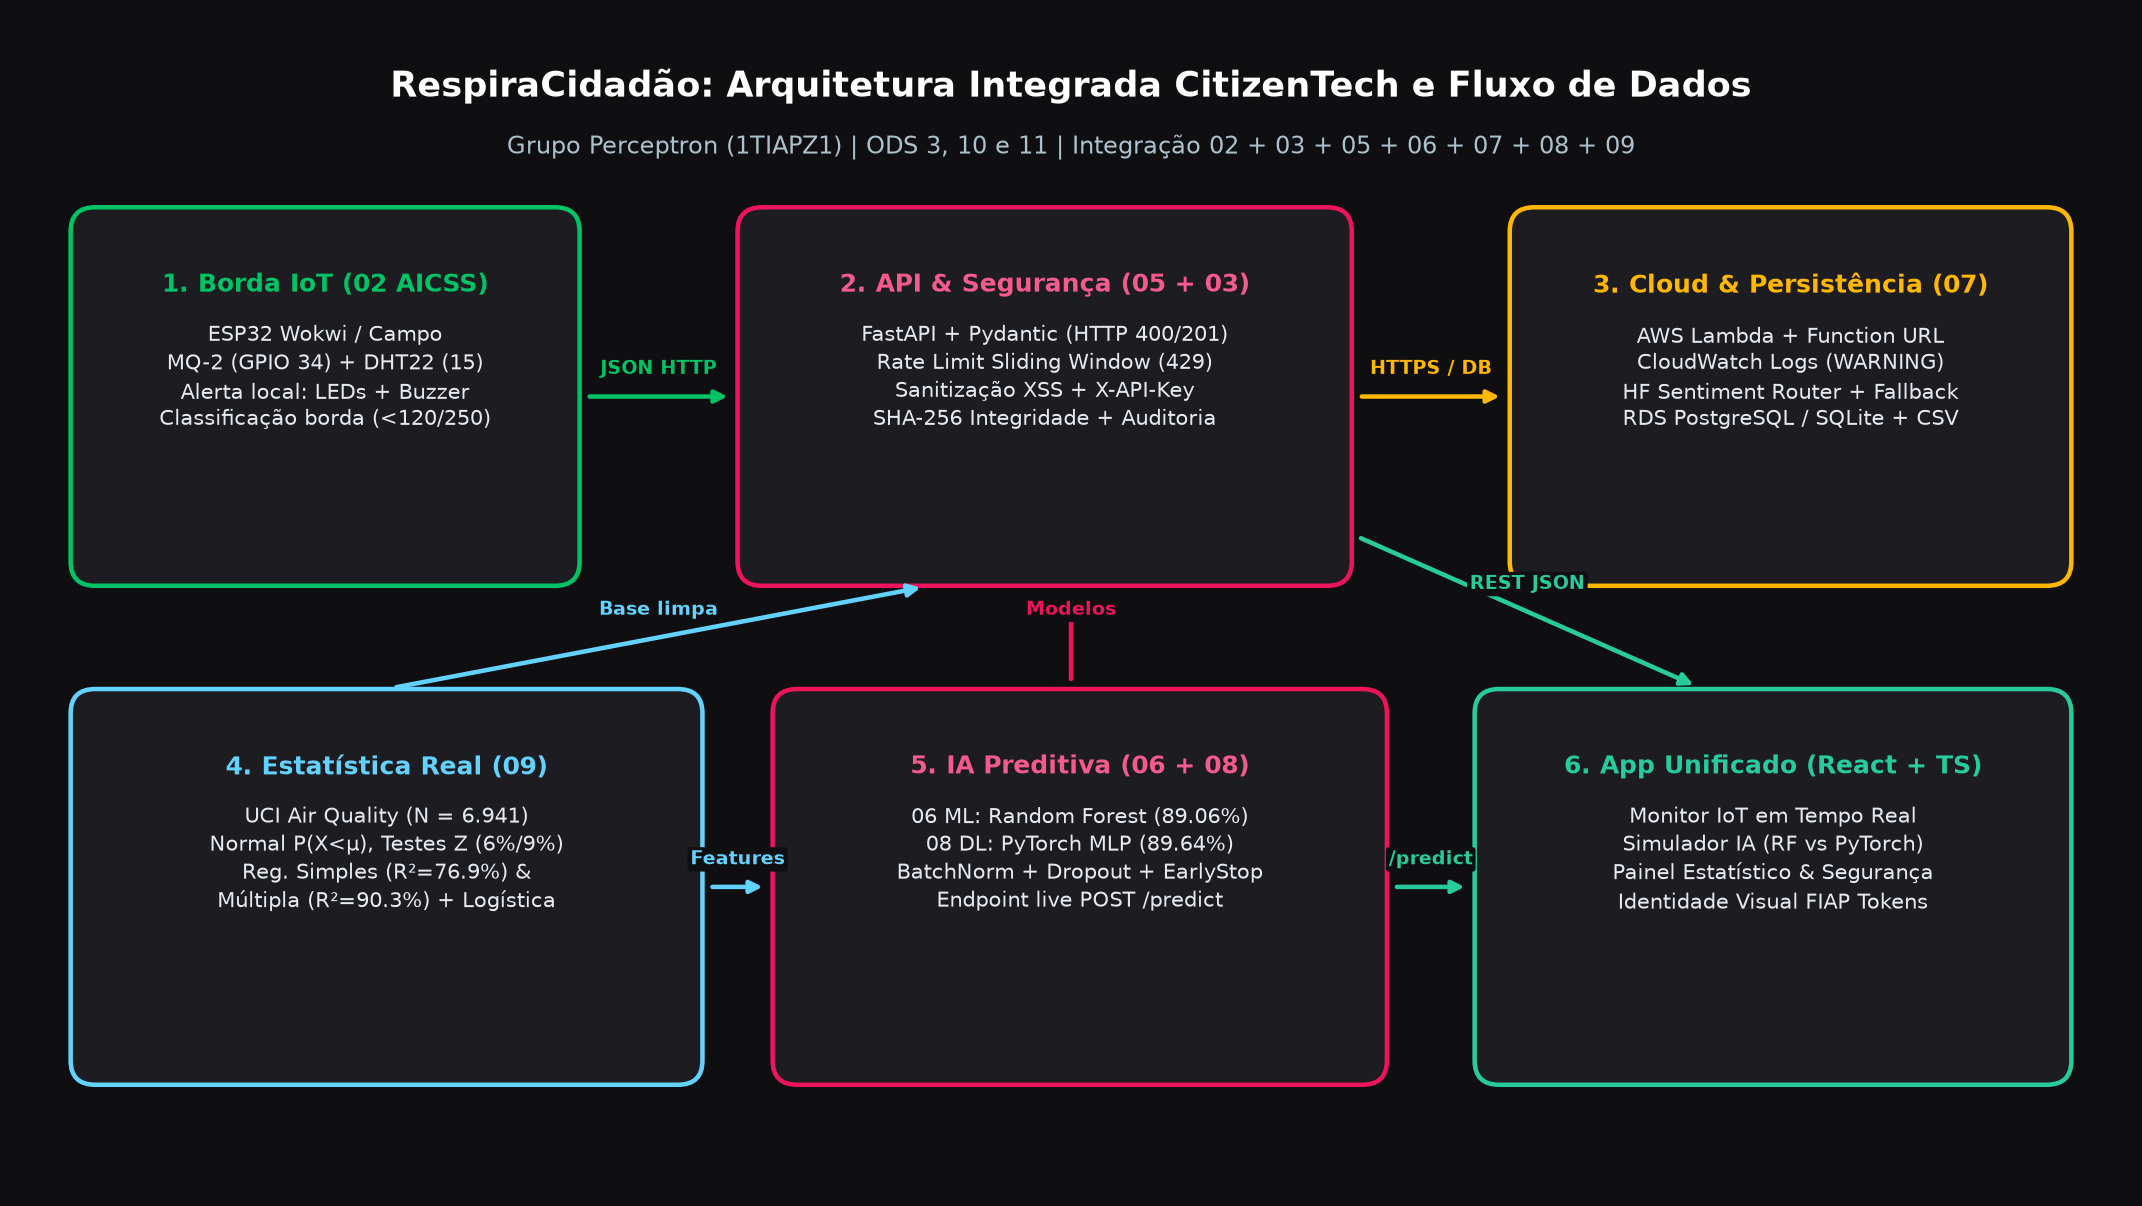 RespiraCidadão: Arquitetura Integrada CitizenTech e Fluxo de Dados
Grupo Perceptron (1TIAPZ1) | ODS 3, 10 e 11 | Integração 02 + 03 + 05 + 06 + 07 + 08 + 09
1. Borda IoT (02 AICSS)
ESP32 Wokwi / Campo
MQ-2 (GPIO 34) + DHT22 (15)
Alerta local: LEDs + Buzzer
Classificação borda (<120/250)
JSON HTTP
2. API & Segurança (05 + 03)
FastAPI + Pydantic (HTTP 400/201)
Rate Limit Sliding Window (429)
Sanitização XSS + X-API-Key
SHA-256 Integridade + Auditoria
HTTPS / DB
3. Cloud & Persistência (07)
AWS Lambda + Function URL
CloudWatch Logs (WARNING)
HF Sentiment Router + Fallback
RDS PostgreSQL / SQLite + CSV
Base limpa
Modelos
REST JSON
4. Estatística Real (09)
UCI Air Quality (N = 6.941)
Normal P(X<μ), Testes Z (6%/9%)
Reg. Simples (R²=76.9%) &
Múltipla (R²=90.3%) + Logística
Features
5. IA Preditiva (06 + 08)
06 ML: Random Forest (89.06%)
08 DL: PyTorch MLP (89.64%)
BatchNorm + Dropout + EarlyStop
Endpoint live POST /predict
/predict
6. App Unificado (React + TS)
Monitor IoT em Tempo Real
Simulador IA (RF vs PyTorch)
Painel Estatístico & Segurança
Identidade Visual FIAP Tokens